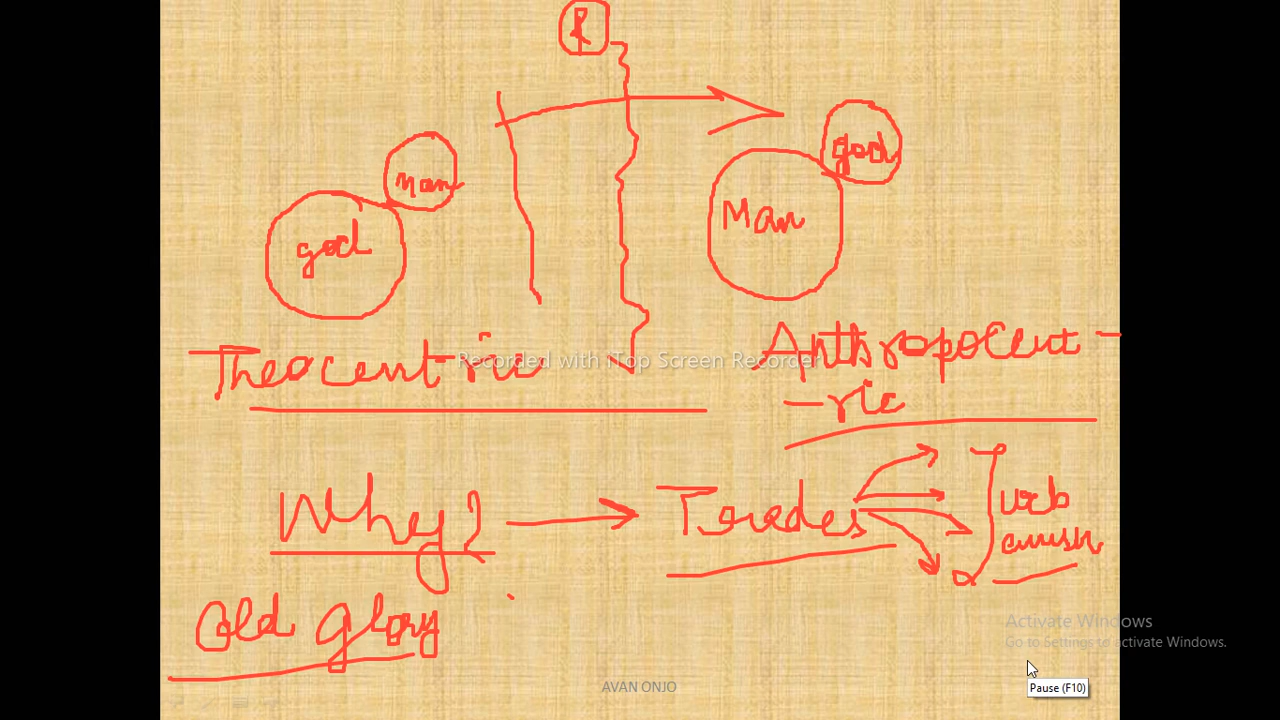 R
Man
god
god
Man
Theocentric
Anthropocent-
-ric
Recorded with iTop Screen Recorder
Why? → Trades
Old glory
Activate Windows
Go to Settings to activate Windows.
AVAN ONJO
Pause (F10)